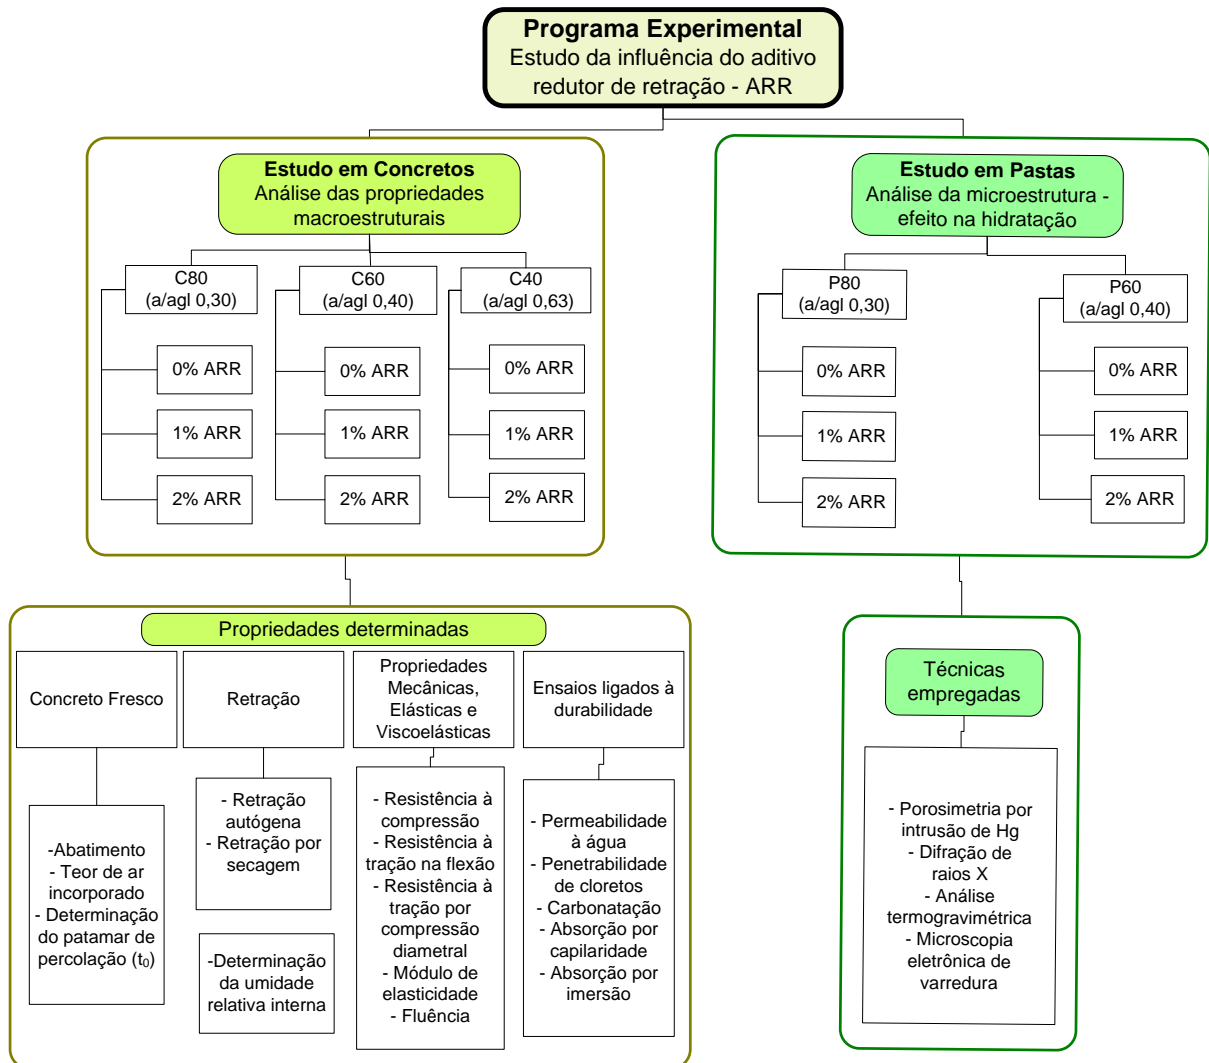 Programa Experimental
Estudo da influência do aditivo
redutor de retração - ARR
Estudo em Concretos
Análise das propriedades
macroestruturais
C80
(a/agl 0,30)
0% ARR
1% ARR
2% ARR
C60
(a/agl 0,40)
0% ARR
1% ARR
2% ARR
C40
(a/agl 0,63)
0% ARR
1% ARR
2% ARR
Estudo em Pastas
Análise da microestrutura -
efeito na hidratação
P80
(a/agl 0,30)
0% ARR
1% ARR
2% ARR
P60
(a/agl 0,40)
0% ARR
1% ARR
2% ARR
Propriedades determinadas
Concreto Fresco
-Abatimento
- Teor de ar
incorporado
- Determinação
do patamar de
percolação (t₀)
Retração
- Retração
autógena
- Retração por
secagem
-Determinação
da umidade
relativa interna
Propriedades
Mecânicas,
Elásticas e
Viscoelásticas
- Resistência à
compressão
- Resistência à
tração na flexão
- Resistência à
tração por
compressão
diametral
- Módulo de
elasticidade
- Fluência
Ensaios ligados à
durabilidade
- Permeabilidade
à água
- Penetrabilidade
de cloretos
- Carbonatação
- Absorção por
capilaridade
- Absorção por
imersão
Técnicas
empregadas
- Porosimetria por
intrusão de Hg
- Difração de
raios X
- Análise
termogravimétrica
- Microscopia
eletrônica de
varredura